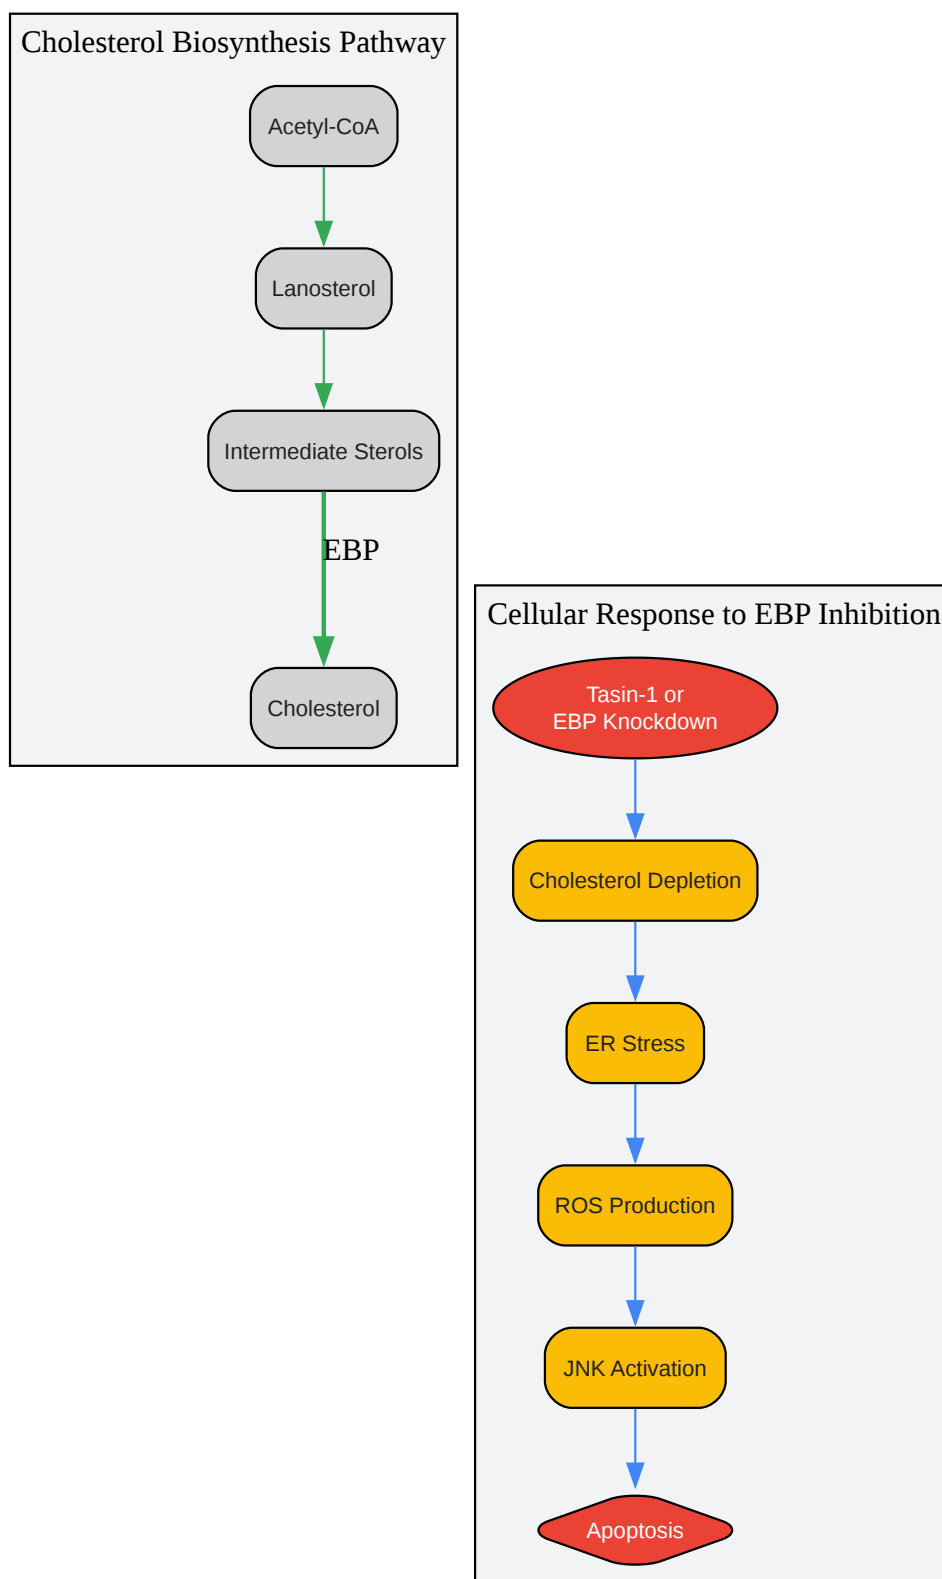 Cholesterol Biosynthesis Pathway
Acetyl-CoA
Lanosterol
Intermediate Sterols
EBP
Cholesterol
Cellular Response to EBP Inhibition
Tasin-1 or
EBP Knockdown
Cholesterol Depletion
ER Stress
ROS Production
JNK Activation
Apoptosis